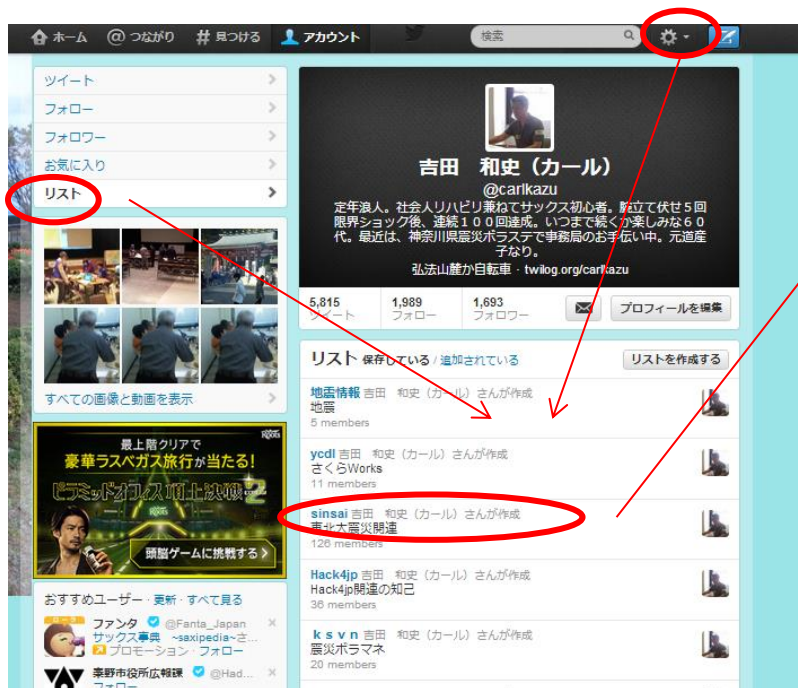 ホーム @ つながり # 見つける アカウント 検索
ツイート
フォロー
フォロワー
お気に入り
リスト
すべての画像と動画を表示
Roots
最上階クリアで
豪華ラスベガス旅行が当たる!
ピラミッドオフィス頂上決戦2
Roots
頭脳ゲームに挑戦する
おすすめユーザー · 更新 · すべて見る
ファンタ @Fanta_Japan ×
サックス事典 ~saxipedia~さ...
プロモーション · フォロー
秦野市役所広報課 @Had... ×
フォロー
吉田 和史(カール)
@carlkazu
定年浪人。社会人リハビリ兼ねてサックス初心者。腕立て伏せ5回
限界ショック後、連続100回達成。いつまで続くか楽しみな60
代。最近は、神奈川県震災ボラステで事務局のお手伝い中。元道産
子なり。
弘法山麓か自転車 · twilog.org/carlkazu
5,815 1,989 1,693
ツイート フォロー フォロワー プロフィールを編集
リスト 保存している / 追加されている リストを作成する
地震情報 吉田 和史(カール)さんが作成
地震
5 members
ycdl 吉田 和史(カール)さんが作成
さくらWorks
11 members
sinsai 吉田 和史(カール)さんが作成
東北大震災関連
126 members
Hack4jp 吉田 和史(カール)さんが作成
Hack4jp関連の知己
36 members
k s v n 吉田 和史(カール)さんが作成
震災ボラマネ
20 members